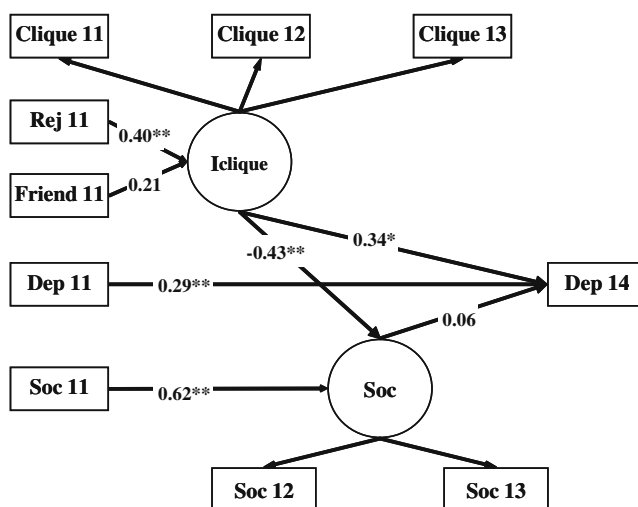 Clique 11
Clique 12
Clique 13
Rej 11
0.40**
Iclique
Friend 11
0.21
-0.43**
0.34*
Dep 11
0.29**
Dep 14
0.06
Soc 11
0.62**
Soc
Soc 12
Soc 13